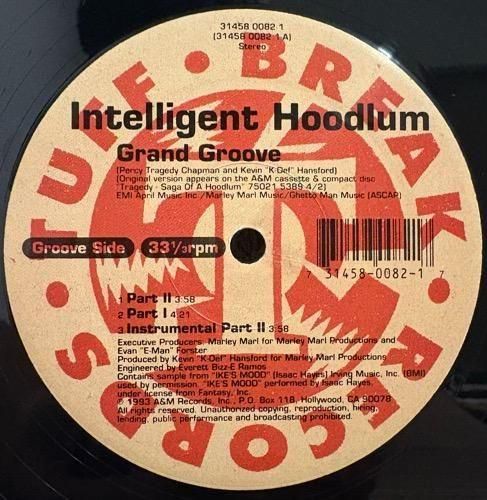 31458 0082 1
(31458 0082 1 A)
Stereo
TUFF • BREAK • RECORDS
Intelligent Hoodlum
Grand Groove
(Percy Tragedy Chapman and Kevin "K-Def" Hansford)
(Original version appears on the A&M cassette & compact disc
"Tragedy - Saga Of A Hoodlum" 75021 5389 4/2)
EMI April Music Inc./Marley Marl Music/Ghetto Man Music (ASCAP)
Groove Side 33⅓rpm
7 31458-0082-1 7
1 Part II 3:58
2 Part I 4:21
3 Instrumental Part II 3:58
Executive Producers: Marley Marl for Marley Marl Productions and
Evan "E-Man" Forster
Produced by Kevin "K-Def" Hansford for Marley Marl Productions
Engineered by Everett Bizz-E Ramos
Contains sample from "IKE'S MOOD" (Isaac Hayes) Irving Music, Inc. (BMI)
used by permission. "IKE'S MOOD" performed by Isaac Hayes,
under license from Fantasy, Inc.
© 1993 A&M Records, Inc., P.O. Box 118, Hollywood, CA 90078
All rights reserved. Unauthorized copying, reproduction, hiring,
lending, public performance and broadcasting prohibited.